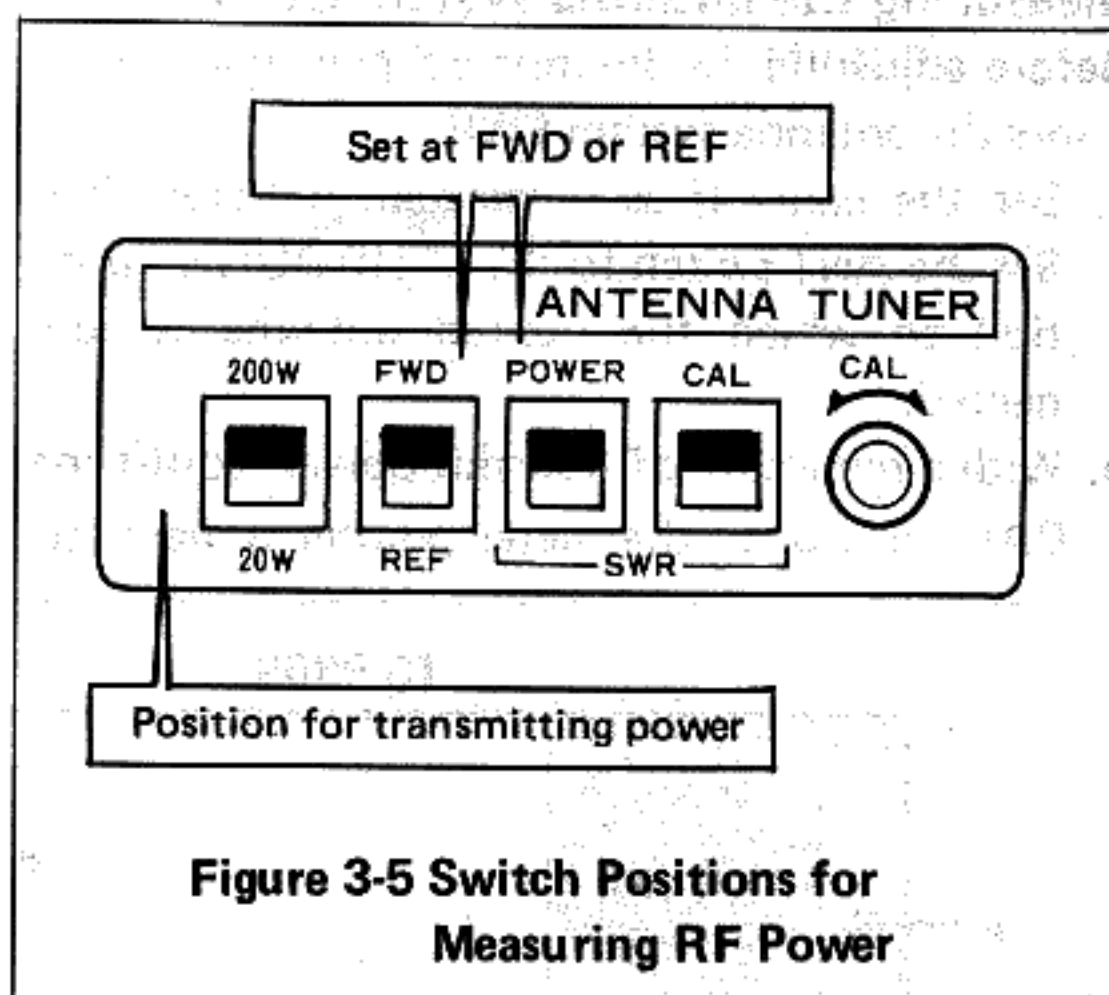 Set at FWD or REF
ANTENNA TUNER
200W FWD POWER CAL CAL
20W REF SWR
Position for transmitting power
Figure 3-5 Switch Positions for
Measuring RF Power